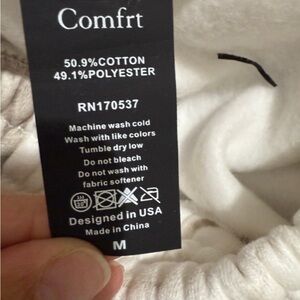 Comfrt
50.9%COTTON
49.1%POLYESTER
RN170537
Machine wash cold
Wash with like colors
Tumble dry low
Do not bleach
Do not wash with
fabric softener
Designed in USA
Made in China
M